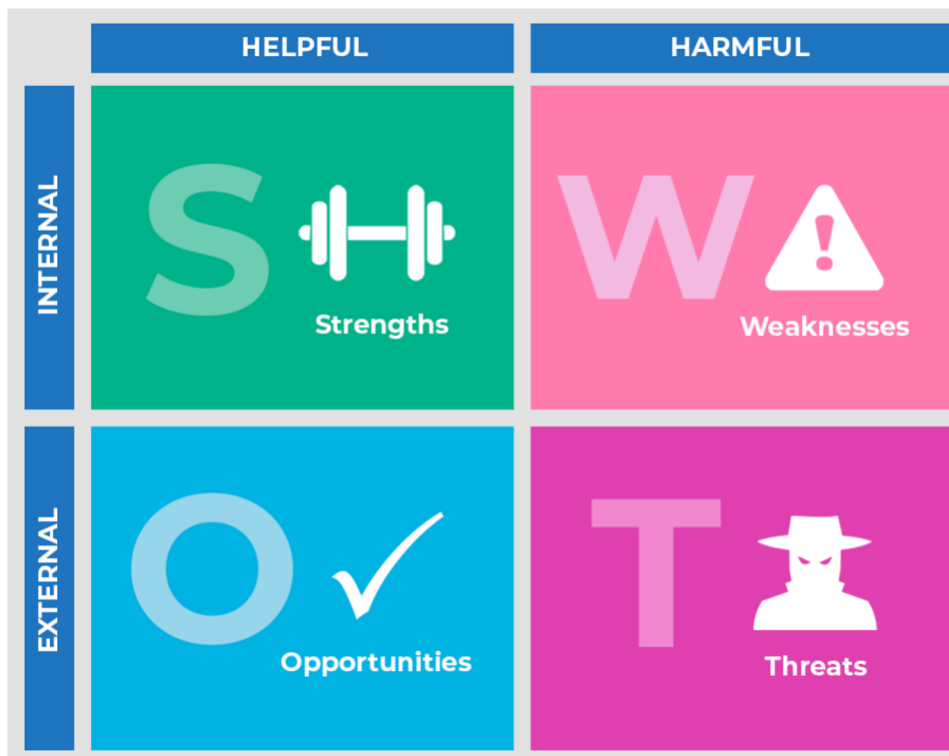 HELPFUL
HARMFUL
INTERNAL
S
Strengths
W
!
Weaknesses
EXTERNAL
O
Opportunities
T
Threats